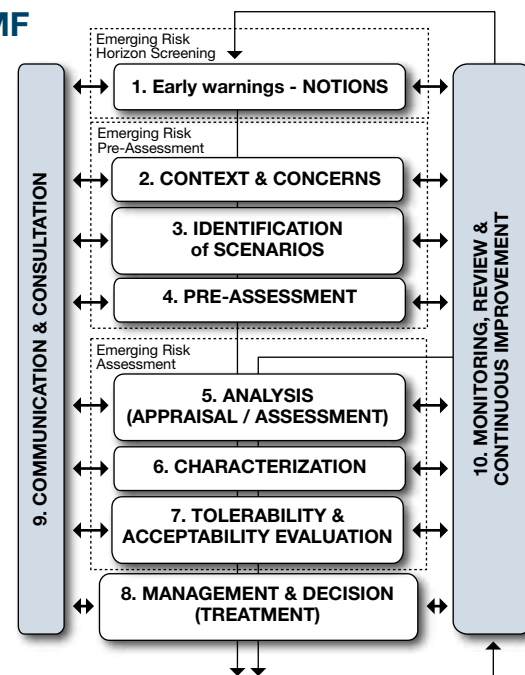 MF
Emerging Risk
Horizon Screening
1. Early warnings - NOTIONS
Emerging Risk
Pre-Assessment
2. CONTEXT & CONCERNS
3. IDENTIFICATION
of SCENARIOS
4. PRE-ASSESSMENT
Emerging Risk
Assessment
5. ANALYSIS
(APPRAISAL / ASSESSMENT)
6. CHARACTERIZATION
7. TOLERABILITY &
ACCEPTABILITY EVALUATION
8. MANAGEMENT & DECISION
(TREATMENT)
9. COMMUNICATION & CONSULTATION
10. MONITORING, REVIEW &
CONTINUOUS IMPROVEMENT